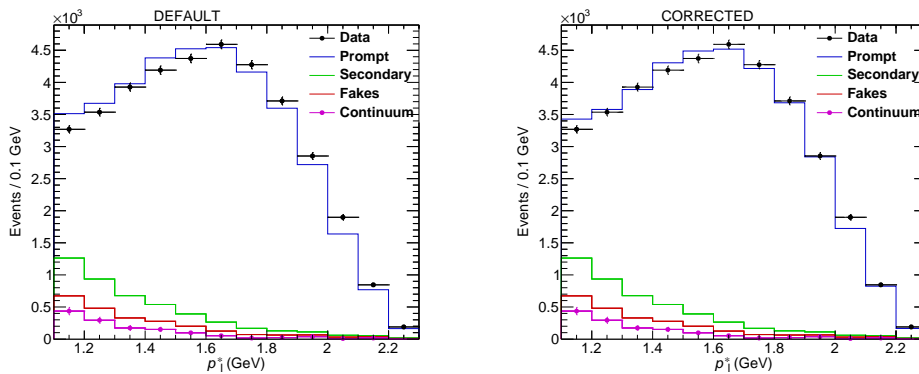 DEFAULT
×10³
4.5
4
3.5
3
2.5
2
1.5
1
0.5
0
Events / 0.1 GeV
Data
Prompt
Secondary
Fakes
Continuum
1.2 1.4 1.6 1.8 2 2.2
p*l (GeV)
CORRECTED
×10³
4.5
4
3.5
3
2.5
2
1.5
1
0.5
0
Events / 0.1 GeV
Data
Prompt
Secondary
Fakes
Continuum
1.2 1.4 1.6 1.8 2 2.2
p*l (GeV)